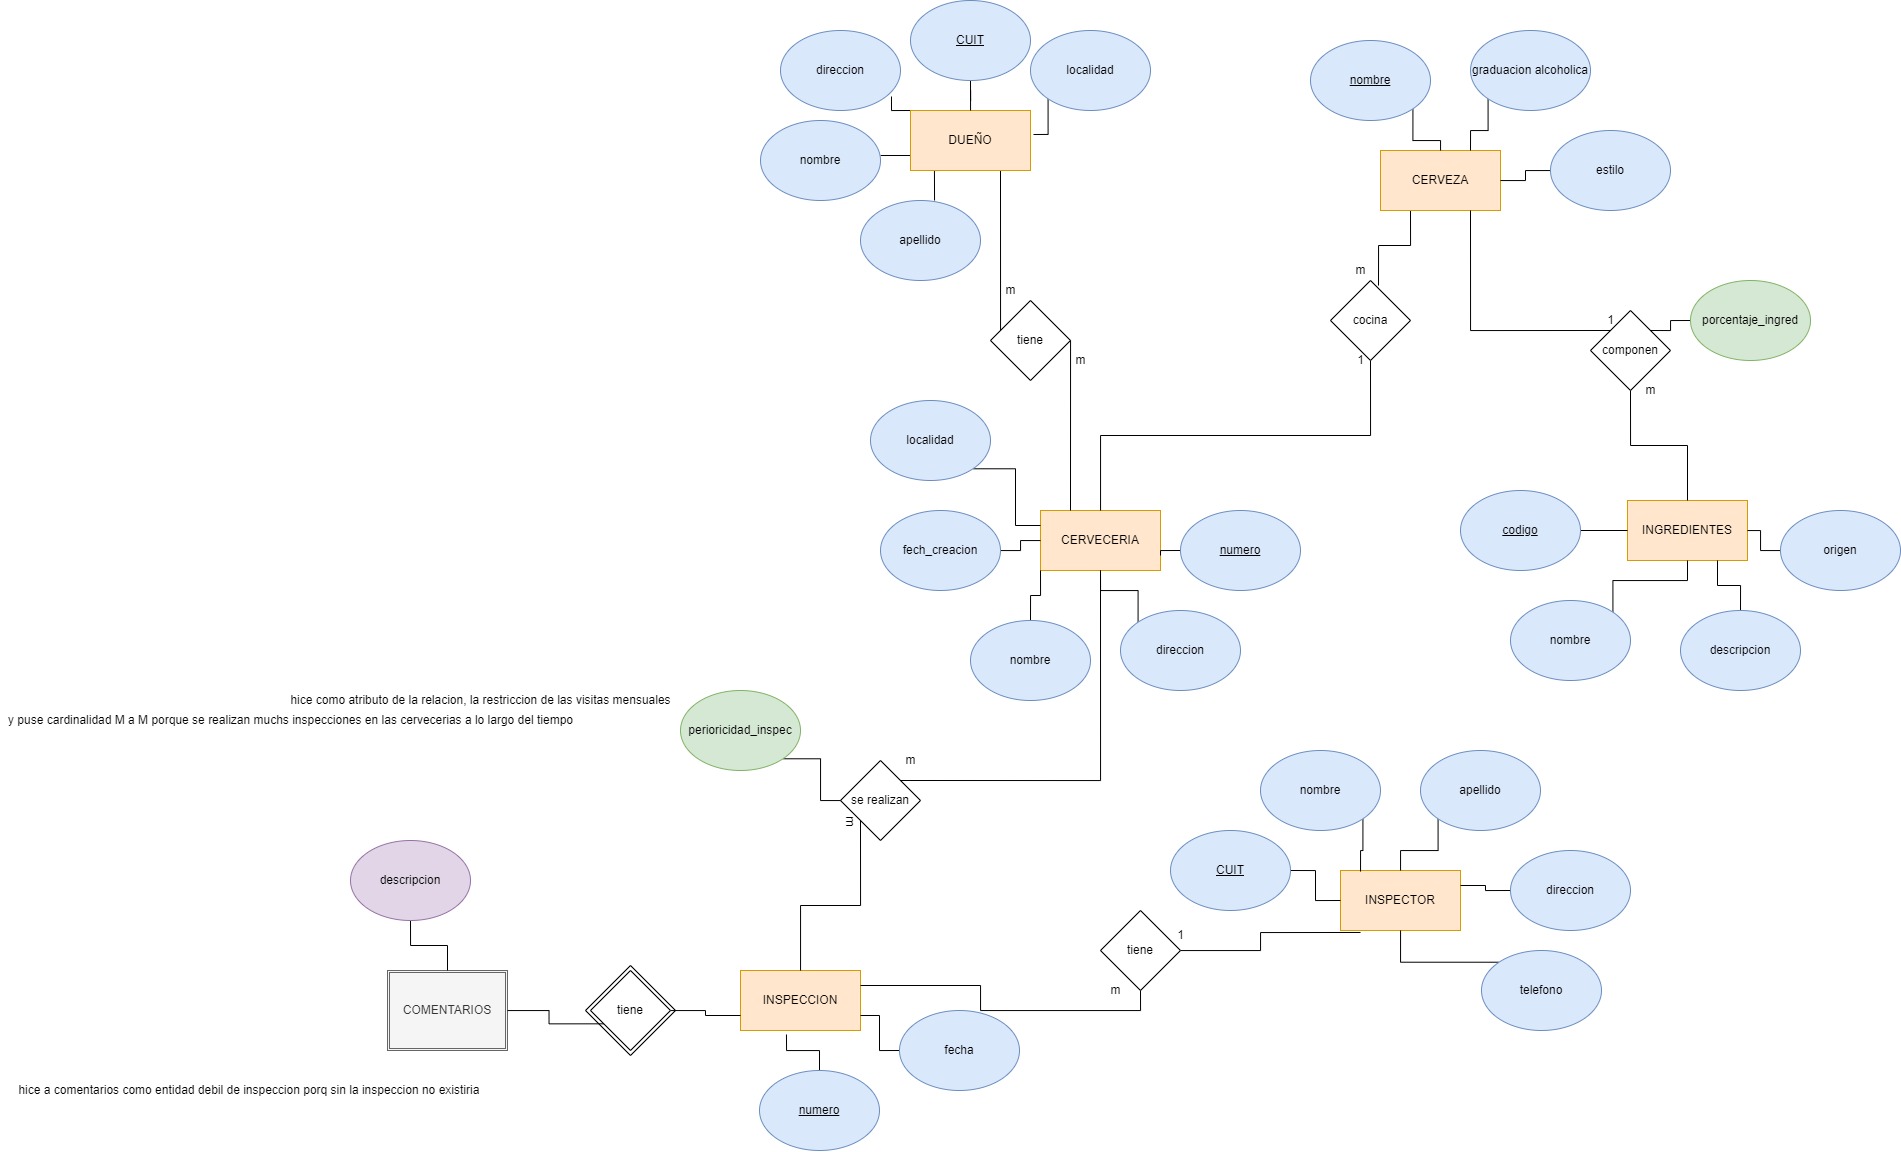 CUIT
direccion
localidad
DUEÑO
nombre
apellido
nombre
graduacion alcoholica
CERVEZA
estilo
m
tiene
m
m
cocina
1
1
componen
m
porcentaje_ingred
localidad
fech_creacion
CERVECERIA
numero
nombre
direccion
codigo
INGREDIENTES
origen
nombre
descripcion
hice como atributo de la relacion, la restriccion de las visitas mensuales
y puse cardinalidad M a M porque se realizan muchs inspecciones en las cervecerias a lo largo del tiempo
perioricidad_inspec
m
se realizan
m
nombre
apellido
CUIT
INSPECTOR
direccion
telefono
1
tiene
m
descripcion
COMENTARIOS
tiene
INSPECCION
fecha
numero
hice a comentarios como entidad debil de inspeccion porq sin la inspeccion no existiria